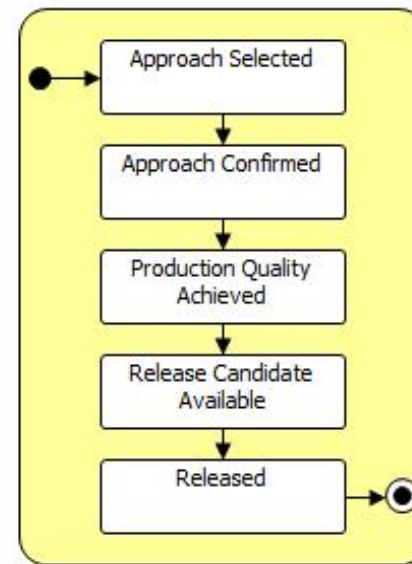 Approach Selected
Approach Confirmed
Production Quality
Achieved
Release Candidate
Available
Released